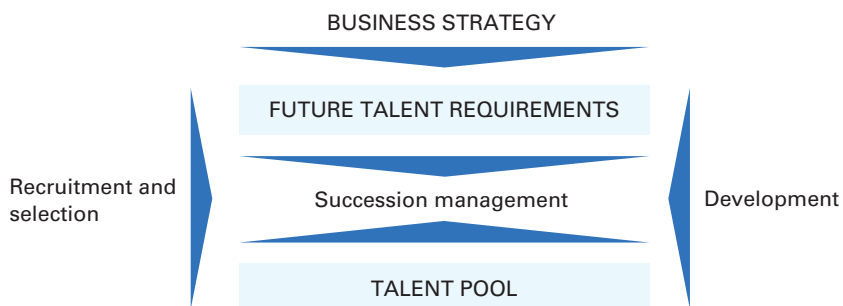 BUSINESS STRATEGY
FUTURE TALENT REQUIREMENTS
Recruitment and
selection
Succession management
Development
TALENT POOL